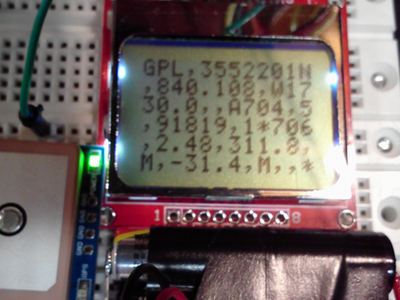 GPL,3552201N
,840.108,W17
30.0,,A704,5
,91819,1*706
,2.48,311.8,
M,-31.4,M,,*
1 8